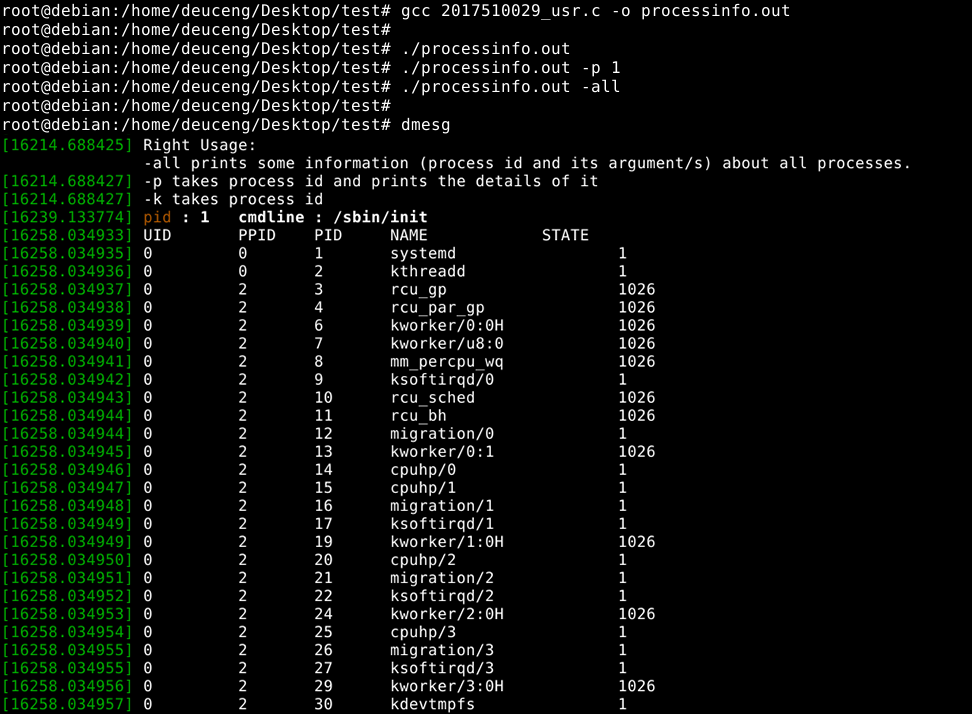 root@debian:/home/deuceng/Desktop/test# gcc 2017510029_usr.c -o processinfo.out
root@debian:/home/deuceng/Desktop/test#
root@debian:/home/deuceng/Desktop/test# ./processinfo.out
root@debian:/home/deuceng/Desktop/test# ./processinfo.out -p 1
root@debian:/home/deuceng/Desktop/test# ./processinfo.out -all
root@debian:/home/deuceng/Desktop/test#
root@debian:/home/deuceng/Desktop/test# dmesg
[16214.688425] Right Usage:
-all prints some information (process id and its argument/s) about all processes.
[16214.688427] -p takes process id and prints the details of it
[16214.688427] -k takes process id
[16239.133774] pid : 1   cmdline : /sbin/init
[16258.034933] UID       PPID    PID     NAME            STATE
[16258.034935] 0         0       1       systemd                 1
[16258.034936] 0         0       2       kthreadd                1
[16258.034937] 0         2       3       rcu_gp                  1026
[16258.034938] 0         2       4       rcu_par_gp              1026
[16258.034939] 0         2       6       kworker/0:0H            1026
[16258.034940] 0         2       7       kworker/u8:0            1026
[16258.034941] 0         2       8       mm_percpu_wq            1026
[16258.034942] 0         2       9       ksoftirqd/0             1
[16258.034943] 0         2       10      rcu_sched               1026
[16258.034944] 0         2       11      rcu_bh                  1026
[16258.034944] 0         2       12      migration/0             1
[16258.034945] 0         2       13      kworker/0:1             1026
[16258.034946] 0         2       14      cpuhp/0                 1
[16258.034947] 0         2       15      cpuhp/1                 1
[16258.034948] 0         2       16      migration/1             1
[16258.034949] 0         2       17      ksoftirqd/1             1
[16258.034949] 0         2       19      kworker/1:0H            1026
[16258.034950] 0         2       20      cpuhp/2                 1
[16258.034951] 0         2       21      migration/2             1
[16258.034952] 0         2       22      ksoftirqd/2             1
[16258.034953] 0         2       24      kworker/2:0H            1026
[16258.034954] 0         2       25      cpuhp/3                 1
[16258.034955] 0         2       26      migration/3             1
[16258.034955] 0         2       27      ksoftirqd/3             1
[16258.034956] 0         2       29      kworker/3:0H            1026
[16258.034957] 0         2       30      kdevtmpfs               1